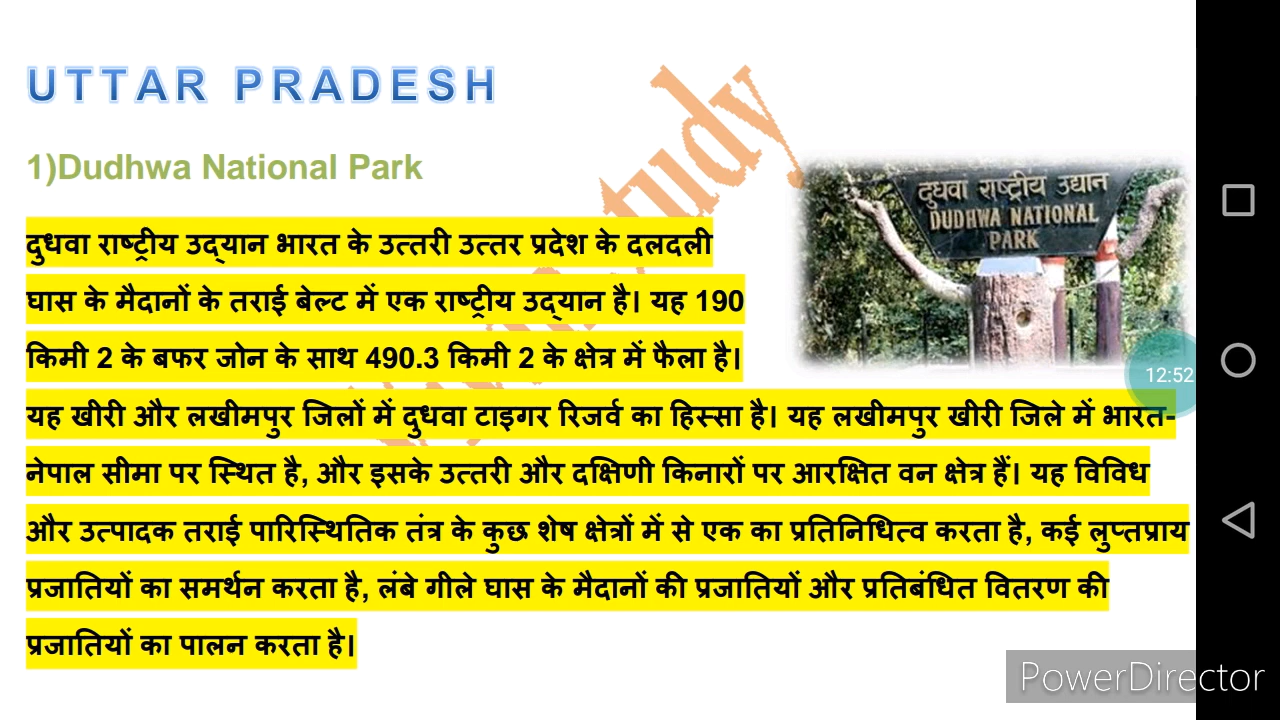 UTTAR PRADESH
1)Dudhwa National Park
दुधवा राष्ट्रीय उद्यान
DUDHWA NATIONAL
PARK
दुधवा राष्ट्रीय उद्यान भारत के उत्तरी उत्तर प्रदेश के दलदली
घास के मैदानों के तराई बेल्ट में एक राष्ट्रीय उद्यान है। यह 190
किमी 2 के बफर जोन के साथ 490.3 किमी 2 के क्षेत्र में फैला है।
12:52
यह खीरी और लखीमपुर जिलों में दुधवा टाइगर रिजर्व का हिस्सा है। यह लखीमपुर खीरी जिले में भारत-
नेपाल सीमा पर स्थित है, और इसके उत्तरी और दक्षिणी किनारों पर आरक्षित वन क्षेत्र हैं। यह विविध
और उत्पादक तराई पारिस्थितिक तंत्र के कुछ शेष क्षेत्रों में से एक का प्रतिनिधित्व करता है, कई लुप्तप्राय
प्रजातियों का समर्थन करता है, लंबे गीले घास के मैदानों की प्रजातियों और प्रतिबंधित वितरण की
प्रजातियों का पालन करता है।
PowerDirector